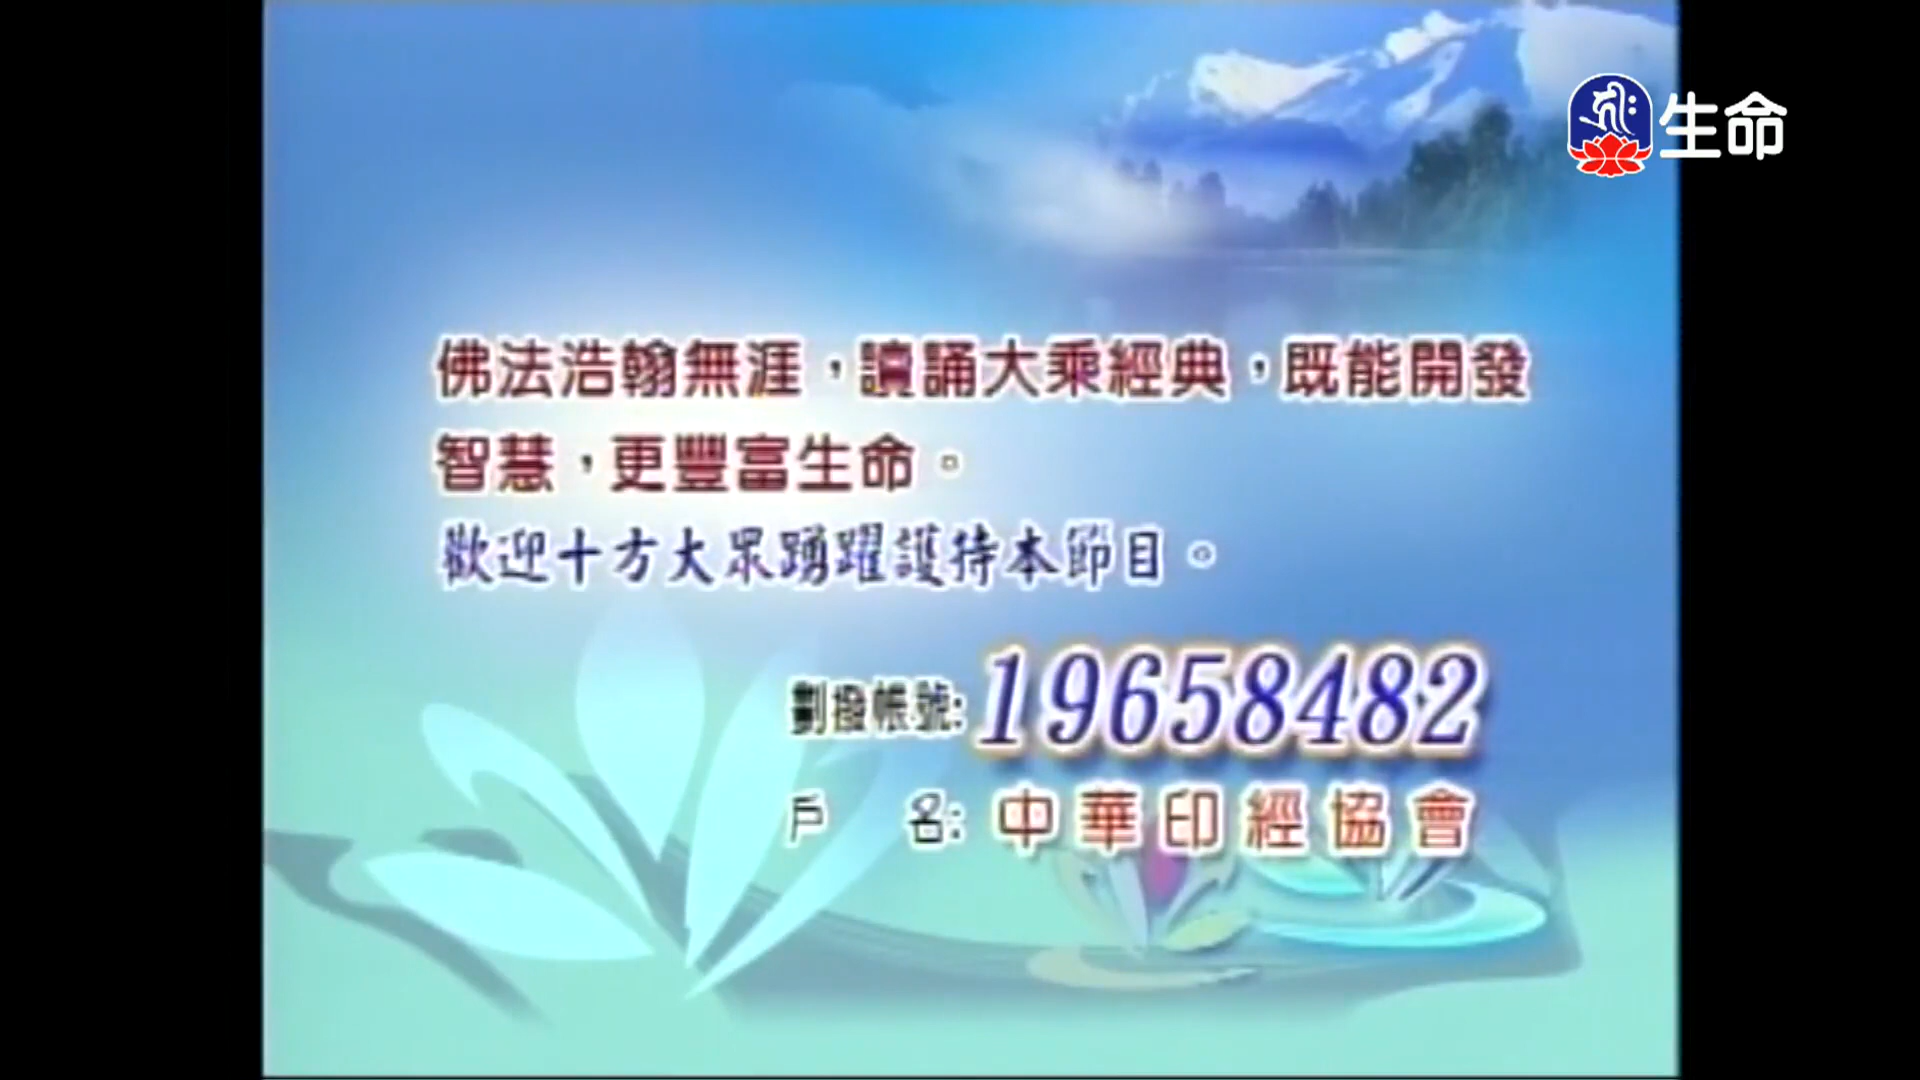 生命
佛法浩翰無涯，讀誦大乘經典，既能開發
智慧，更豐富生命。
歡迎十方大眾踴躍護持本節目。
劃撥帳號:19658482
戶 名:中華印經協會